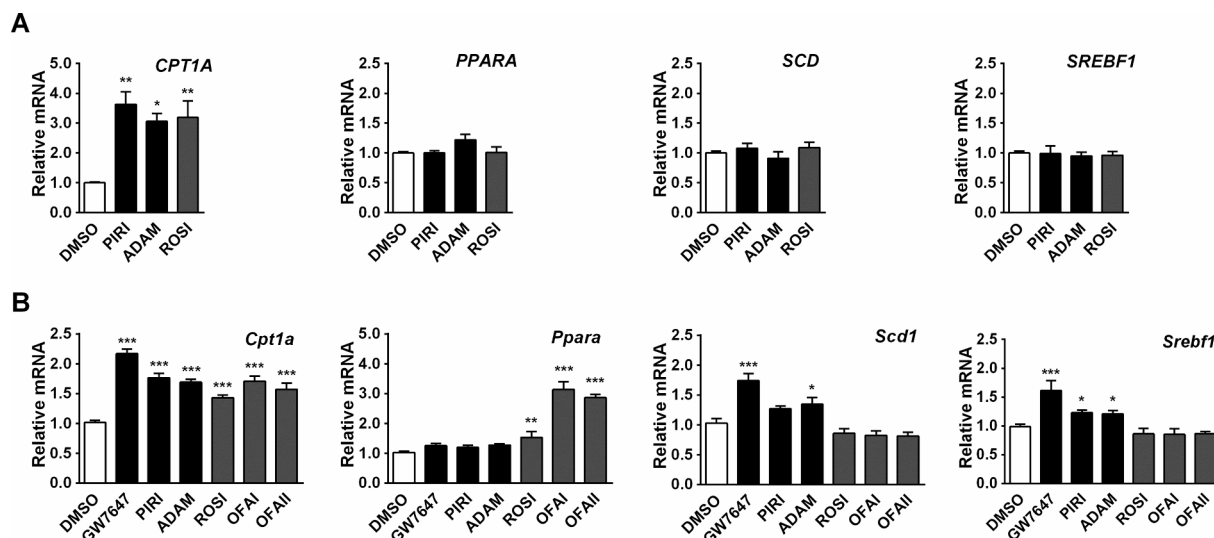 A
CPT1A
Relative mRNA
5.0
4.0
3.0
2.0
1.0
0.0
**
*
**
DMSO
PIRI
ADAM
ROSI
PPARA
Relative mRNA
2.5
2.0
1.5
1.0
0.5
0.0
DMSO
PIRI
ADAM
ROSI
SCD
Relative mRNA
2.5
2.0
1.5
1.0
0.5
0.0
DMSO
PIRI
ADAM
ROSI
SREBF1
Relative mRNA
2.5
2.0
1.5
1.0
0.5
0.0
DMSO
PIRI
ADAM
ROSI
B
Cpt1a
Relative mRNA
2.5
2.0
1.5
1.0
0.5
0.0
***
***
***
***
***
***
DMSO
GW7647
PIRI
ADAM
ROSI
OFAI
OFAII
Ppara
Relative mRNA
5.0
4.0
3.0
2.0
1.0
0.0
**
***
***
DMSO
GW7647
PIRI
ADAM
ROSI
OFAI
OFAII
Scd1
Relative mRNA
2.5
2.0
1.5
1.0
0.5
0.0
***
*
DMSO
GW7647
PIRI
ADAM
ROSI
OFAI
OFAII
Srebf1
Relative mRNA
2.5
2.0
1.5
1.0
0.5
0.0
***
*
*
DMSO
GW7647
PIRI
ADAM
ROSI
OFAI
OFAII